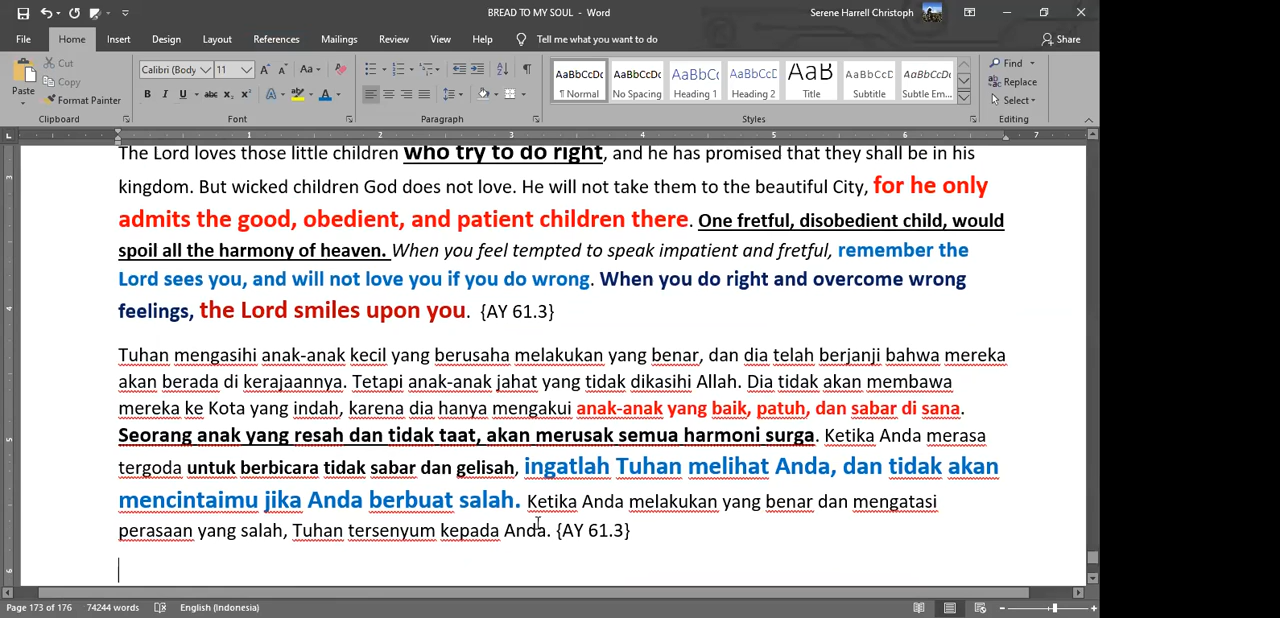 BREAD TO MY SOUL - Word
Serene Harrell Christoph
File Home Insert Design Layout References Mailings Review View Help Tell me what you want to do Share
Paste
Cut
Copy
Format Painter
Clipboard
Calibri (Body 11
Font
Paragraph
AaBbCcDc AaBbCcDc AaBbCc AaBbCcD AaB AaBbCcD AaBbCcDc
¶ Normal No Spacing Heading 1 Heading 2 Title Subtitle Subtle Em...
Styles
Find
Replace
Select
Editing
1 2 3 4 5 6 7
The Lord loves those little children who try to do right, and he has promised that they shall be in his
kingdom. But wicked children God does not love. He will not take them to the beautiful City, for he only
admits the good, obedient, and patient children there. One fretful, disobedient child, would
spoil all the harmony of heaven. When you feel tempted to speak impatient and fretful, remember the
Lord sees you, and will not love you if you do wrong. When you do right and overcome wrong
feelings, the Lord smiles upon you. {AY 61.3}
Tuhan mengasihi anak-anak kecil yang berusaha melakukan yang benar, dan dia telah berjanji bahwa mereka
akan berada di kerajaannya. Tetapi anak-anak jahat yang tidak dikasihi Allah. Dia tidak akan membawa
mereka ke Kota yang indah, karena dia hanya mengakui anak-anak yang baik, patuh, dan sabar di sana.
Seorang anak yang resah dan tidak taat, akan merusak semua harmoni surga. Ketika Anda merasa
tergoda untuk berbicara tidak sabar dan gelisah, ingatlah Tuhan melihat Anda, dan tidak akan
mencintaimu jika Anda berbuat salah. Ketika Anda melakukan yang benar dan mengatasi
perasaan yang salah, Tuhan tersenyum kepada Anda. {AY 61.3}
Page 173 of 176 74244 words English (Indonesia)